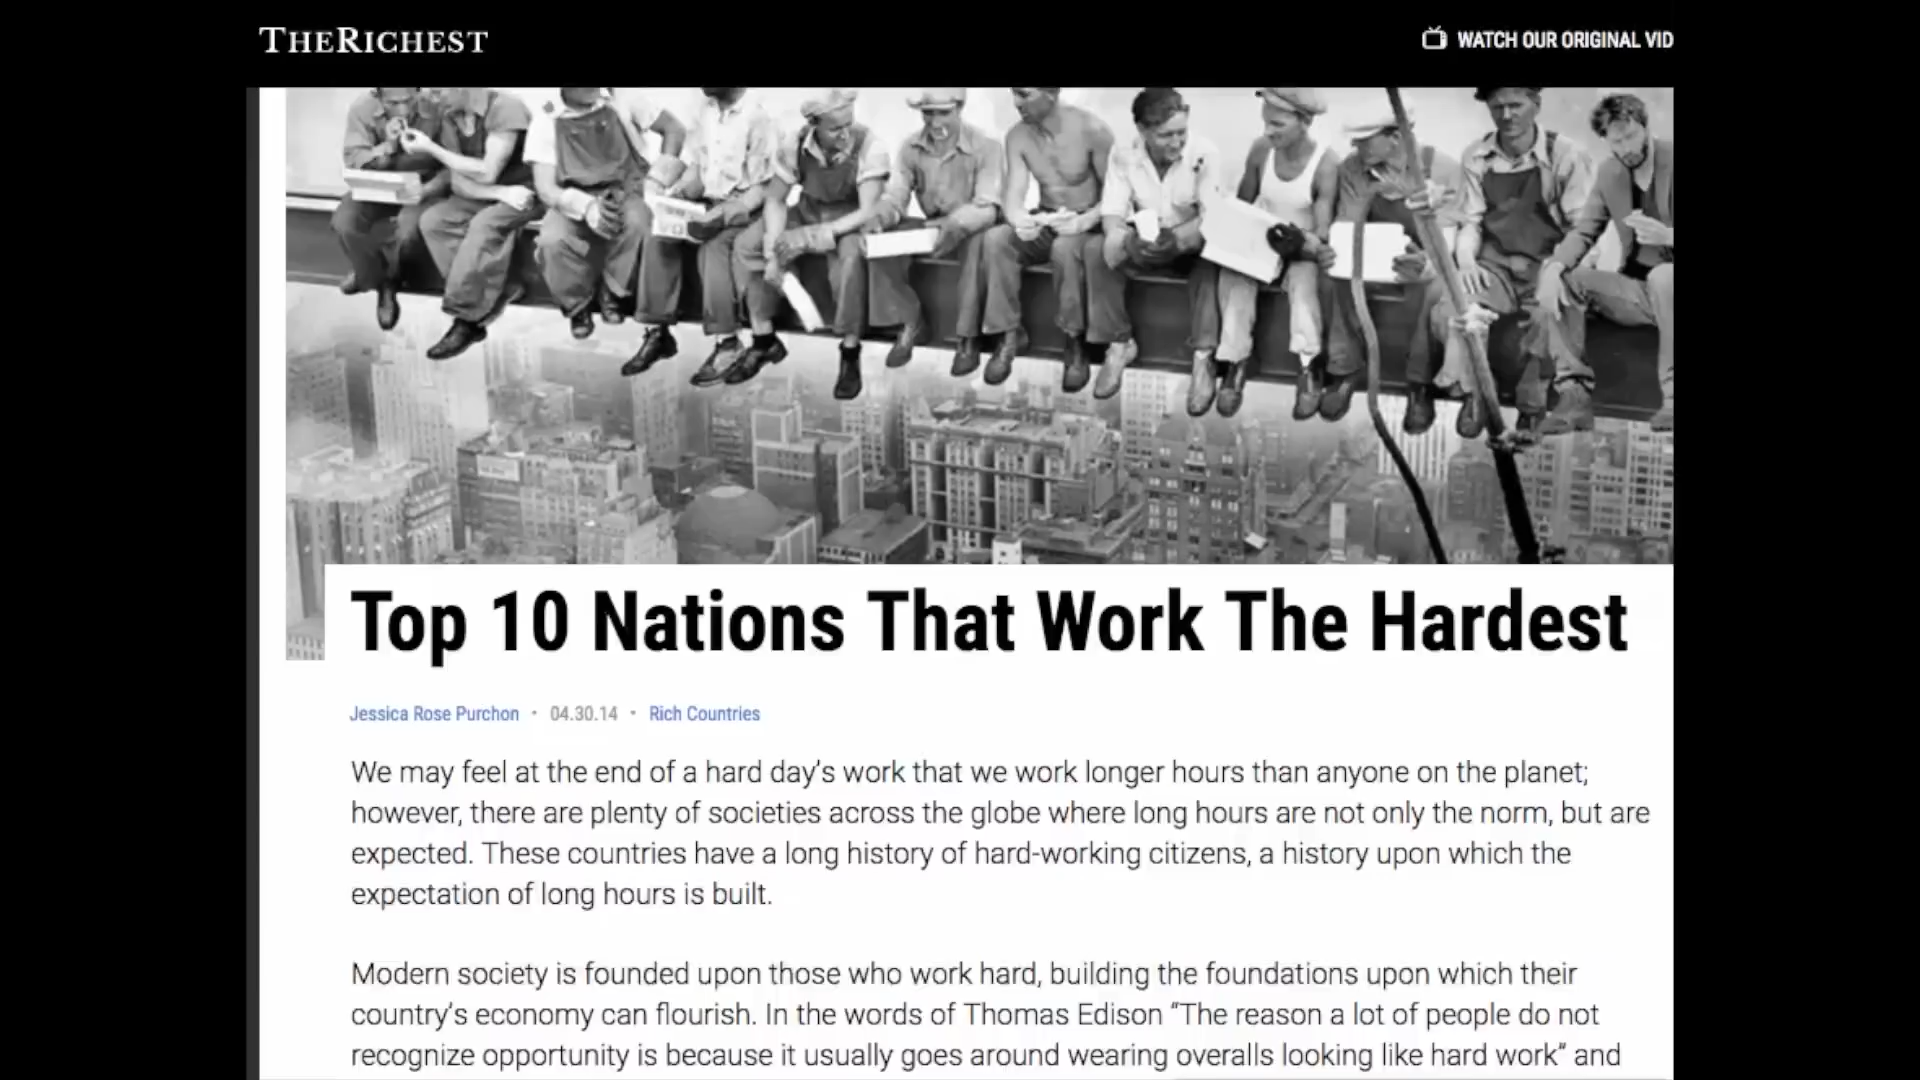 THERICHEST
WATCH OUR ORIGINAL VID
Top 10 Nations That Work The Hardest
Jessica Rose Purchon • 04.30.14 • Rich Countries
We may feel at the end of a hard day’s work that we work longer hours than anyone on the planet;
however, there are plenty of societies across the globe where long hours are not only the norm, but are
expected. These countries have a long history of hard-working citizens, a history upon which the
expectation of long hours is built.
Modern society is founded upon those who work hard, building the foundations upon which their
country’s economy can flourish. In the words of Thomas Edison “The reason a lot of people do not
recognize opportunity is because it usually goes around wearing overalls looking like hard work” and